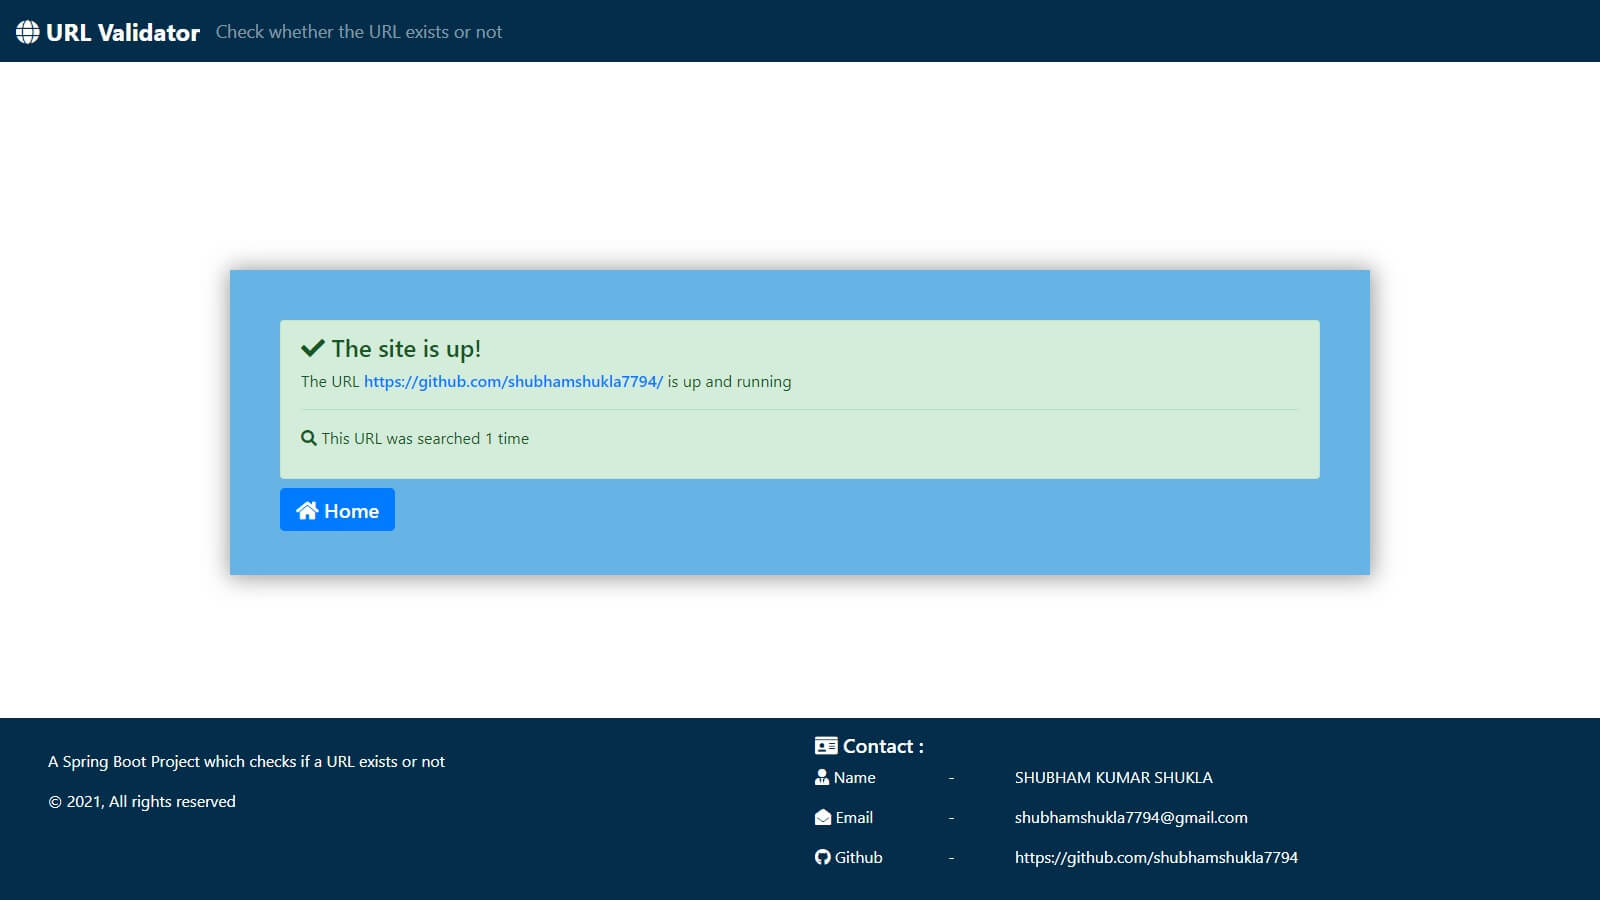 URL Validator Check whether the URL exists or not
The site is up!
The URL https://github.com/shubhamshukla7794/ is up and running
This URL was searched 1 time
Home
A Spring Boot Project which checks if a URL exists or not
© 2021, All rights reserved
Contact :
Name - SHUBHAM KUMAR SHUKLA
Email - shubhamshukla7794@gmail.com
Github - https://github.com/shubhamshukla7794